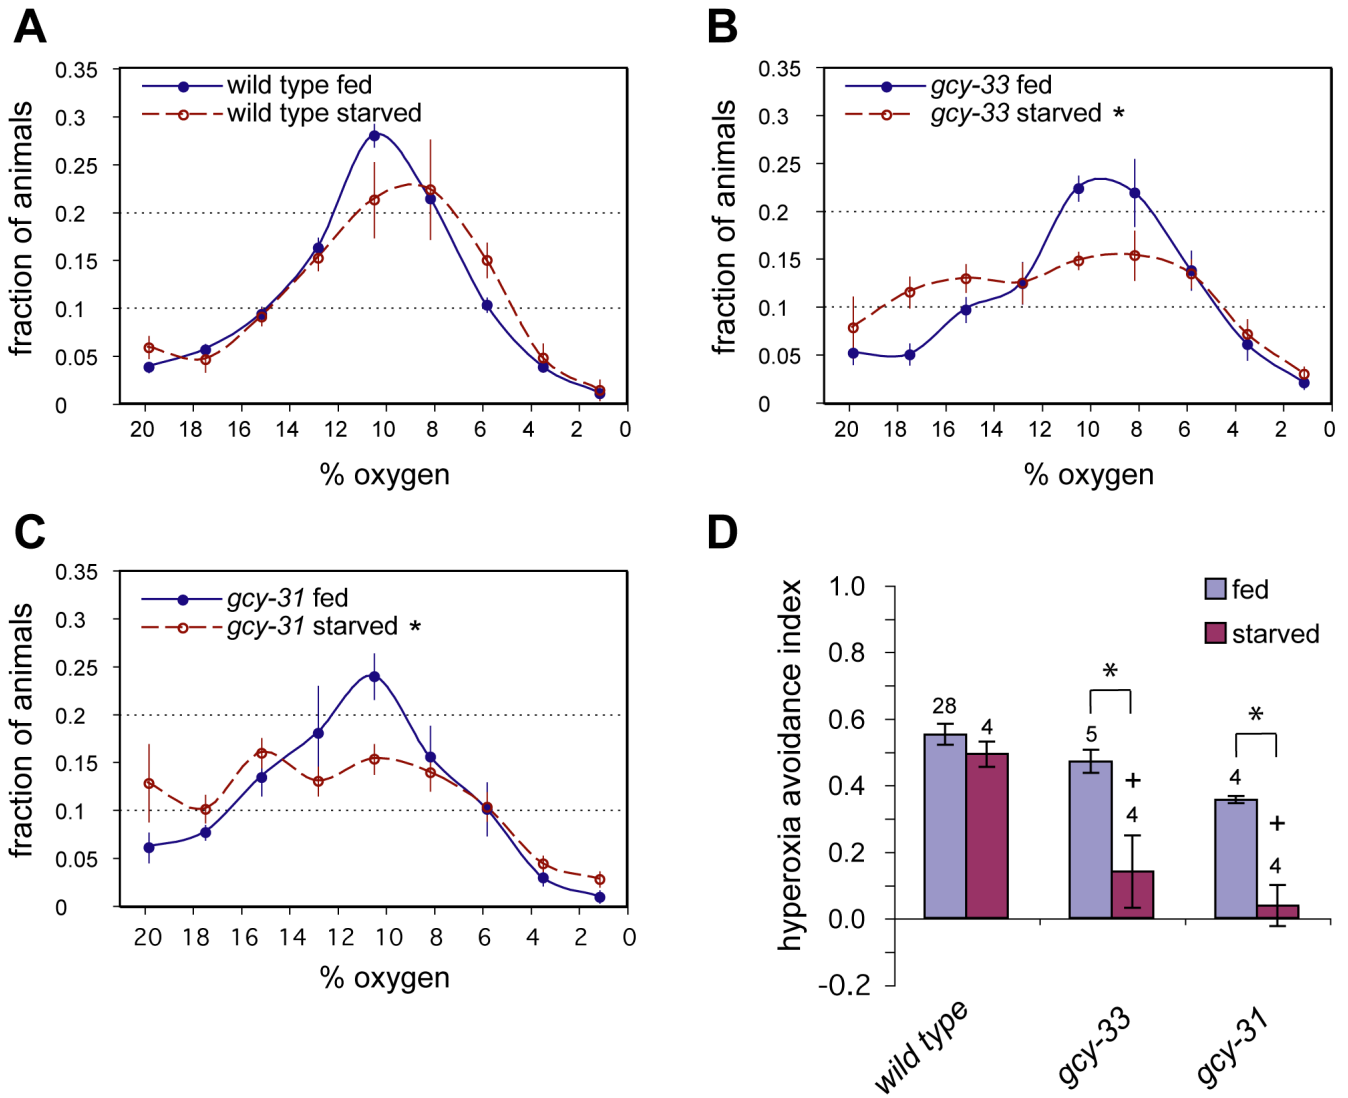 A
0.35
0.3
0.25
0.2
0.15
0.1
0.05
0
fraction of animals
wild type fed
wild type starved
20 18 16 14 12 10 8 6 4 2 0
% oxygen
B
0.35
0.3
0.25
0.2
0.15
0.1
0.05
0
fraction of animals
gcy-33 fed
gcy-33 starved *
20 18 16 14 12 10 8 6 4 2 0
% oxygen
C
0.35
0.3
0.25
0.2
0.15
0.1
0.05
0
fraction of animals
gcy-31 fed
gcy-31 starved *
20 18 16 14 12 10 8 6 4 2 0
% oxygen
D
1.0
0.8
0.6
0.4
0.2
0.0
-0.2
hyperoxia avoidance index
fed
starved
28
4
*
5
+
4
*
4
+
4
wild type
gcy-33
gcy-31